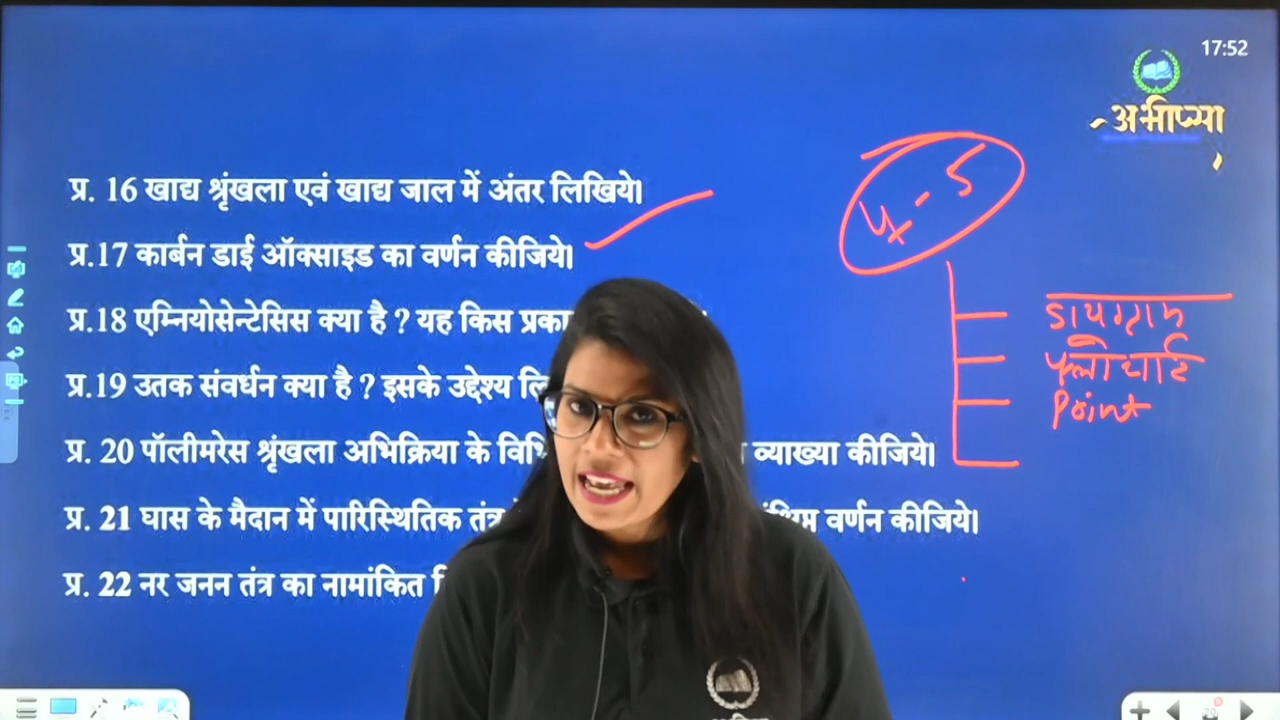 17:52
अभीप्सा
प्र. 16 खाद्य श्रृंखला एवं खाद्य जाल में अंतर लिखिये।
प्र.17 कार्बन डाई ऑक्साइड का वर्णन कीजिये।
प्र.18 एम्नियोसेन्टेसिस क्या है ? यह किस
प्र.19 उतक संवर्धन क्या है ? इसके उद्देश्य
प्र. 20 पॉलीमरेस श्रृंखला अभिक्रिया के व्याख्या कीजिये।
प्र. 21 घास के मैदान में पारिस्थितिक वर्णन कीजिये।
प्र. 22 नर जनन तंत्र का नामांकित
4 - 5
डायग्राम
फ्लोचार्ट
Point